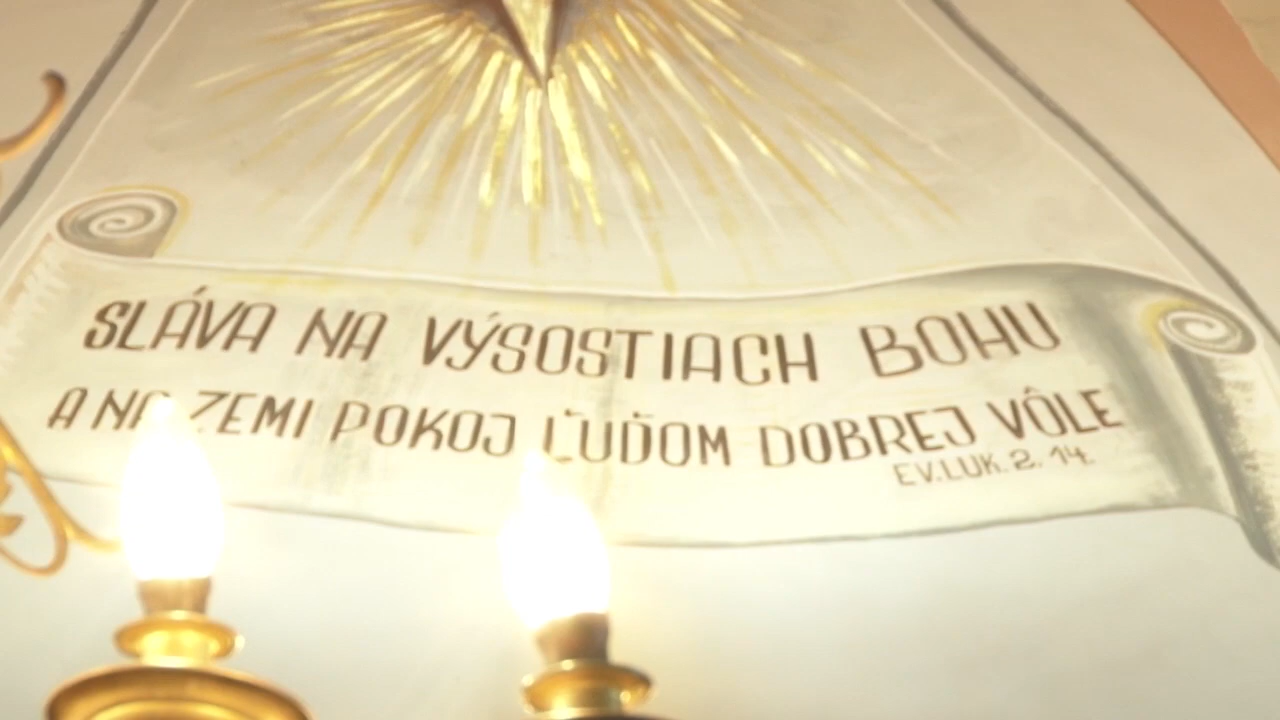 SLÁVA NA VÝSOSTIACH BOHU
A NA ZEMI POKOJ ĽUĎOM DOBREJ VÔLE
EV.LUK. 2. 14.